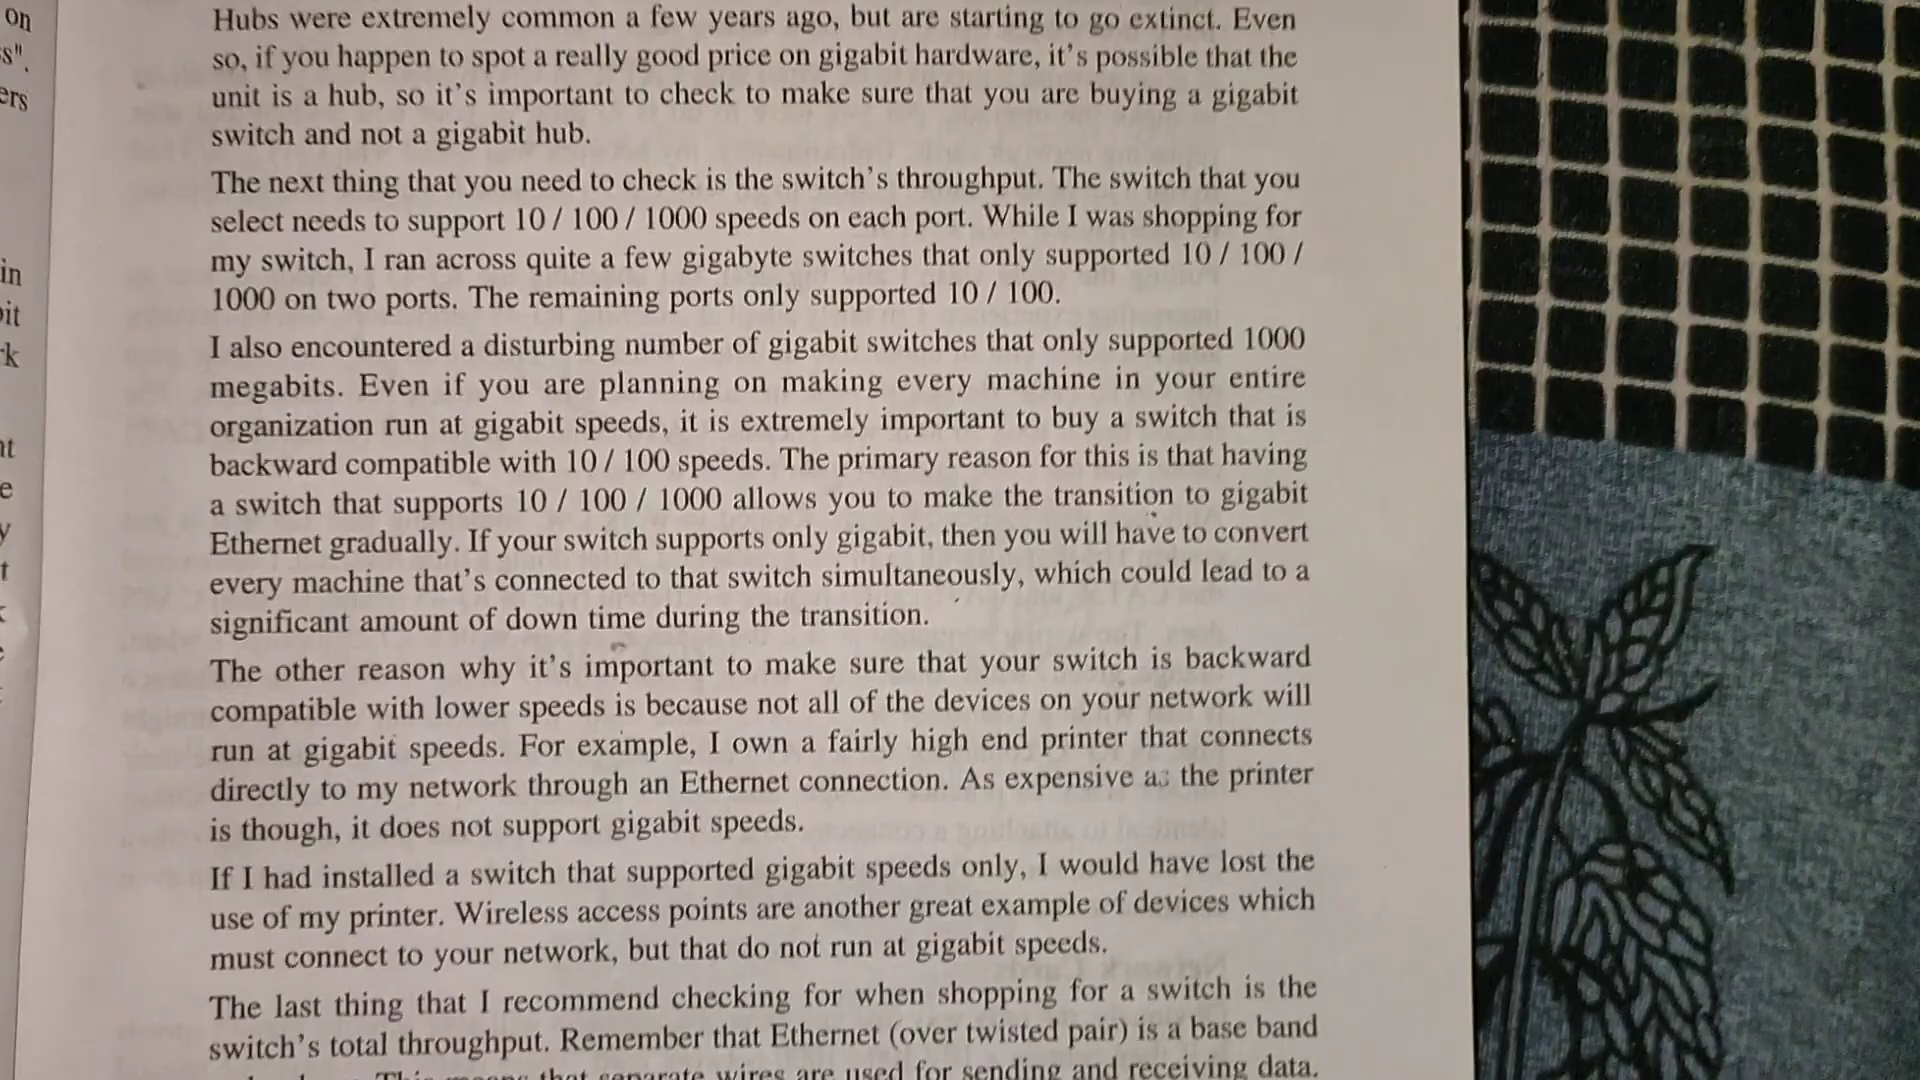 on
s".
ers
in
it
k
at
e
y
t
Hubs were extremely common a few years ago, but are starting to go extinct. Even
so, if you happen to spot a really good price on gigabit hardware, it's possible that the
unit is a hub, so it's important to check to make sure that you are buying a gigabit
switch and not a gigabit hub.
The next thing that you need to check is the switch's throughput. The switch that you
select needs to support 10 / 100 / 1000 speeds on each port. While I was shopping for
my switch, I ran across quite a few gigabyte switches that only supported 10 / 100 /
1000 on two ports. The remaining ports only supported 10 / 100.
I also encountered a disturbing number of gigabit switches that only supported 1000
megabits. Even if you are planning on making every machine in your entire
organization run at gigabit speeds, it is extremely important to buy a switch that is
backward compatible with 10 / 100 speeds. The primary reason for this is that having
a switch that supports 10 / 100 / 1000 allows you to make the transition to gigabit
Ethernet gradually. If your switch supports only gigabit, then you will have to convert
every machine that's connected to that switch simultaneously, which could lead to a
significant amount of down time during the transition.
The other reason why it's important to make sure that your switch is backward
compatible with lower speeds is because not all of the devices on your network will
run at gigabit speeds. For example, I own a fairly high end printer that connects
directly to my network through an Ethernet connection. As expensive as the printer
is though, it does not support gigabit speeds.
If I had installed a switch that supported gigabit speeds only, I would have lost the
use of my printer. Wireless access points are another great example of devices which
must connect to your network, but that do not run at gigabit speeds.
The last thing that I recommend checking for when shopping for a switch is the
switch's total throughput. Remember that Ethernet (over twisted pair) is a base band
This means that separate wires are used for sending and receiving data.